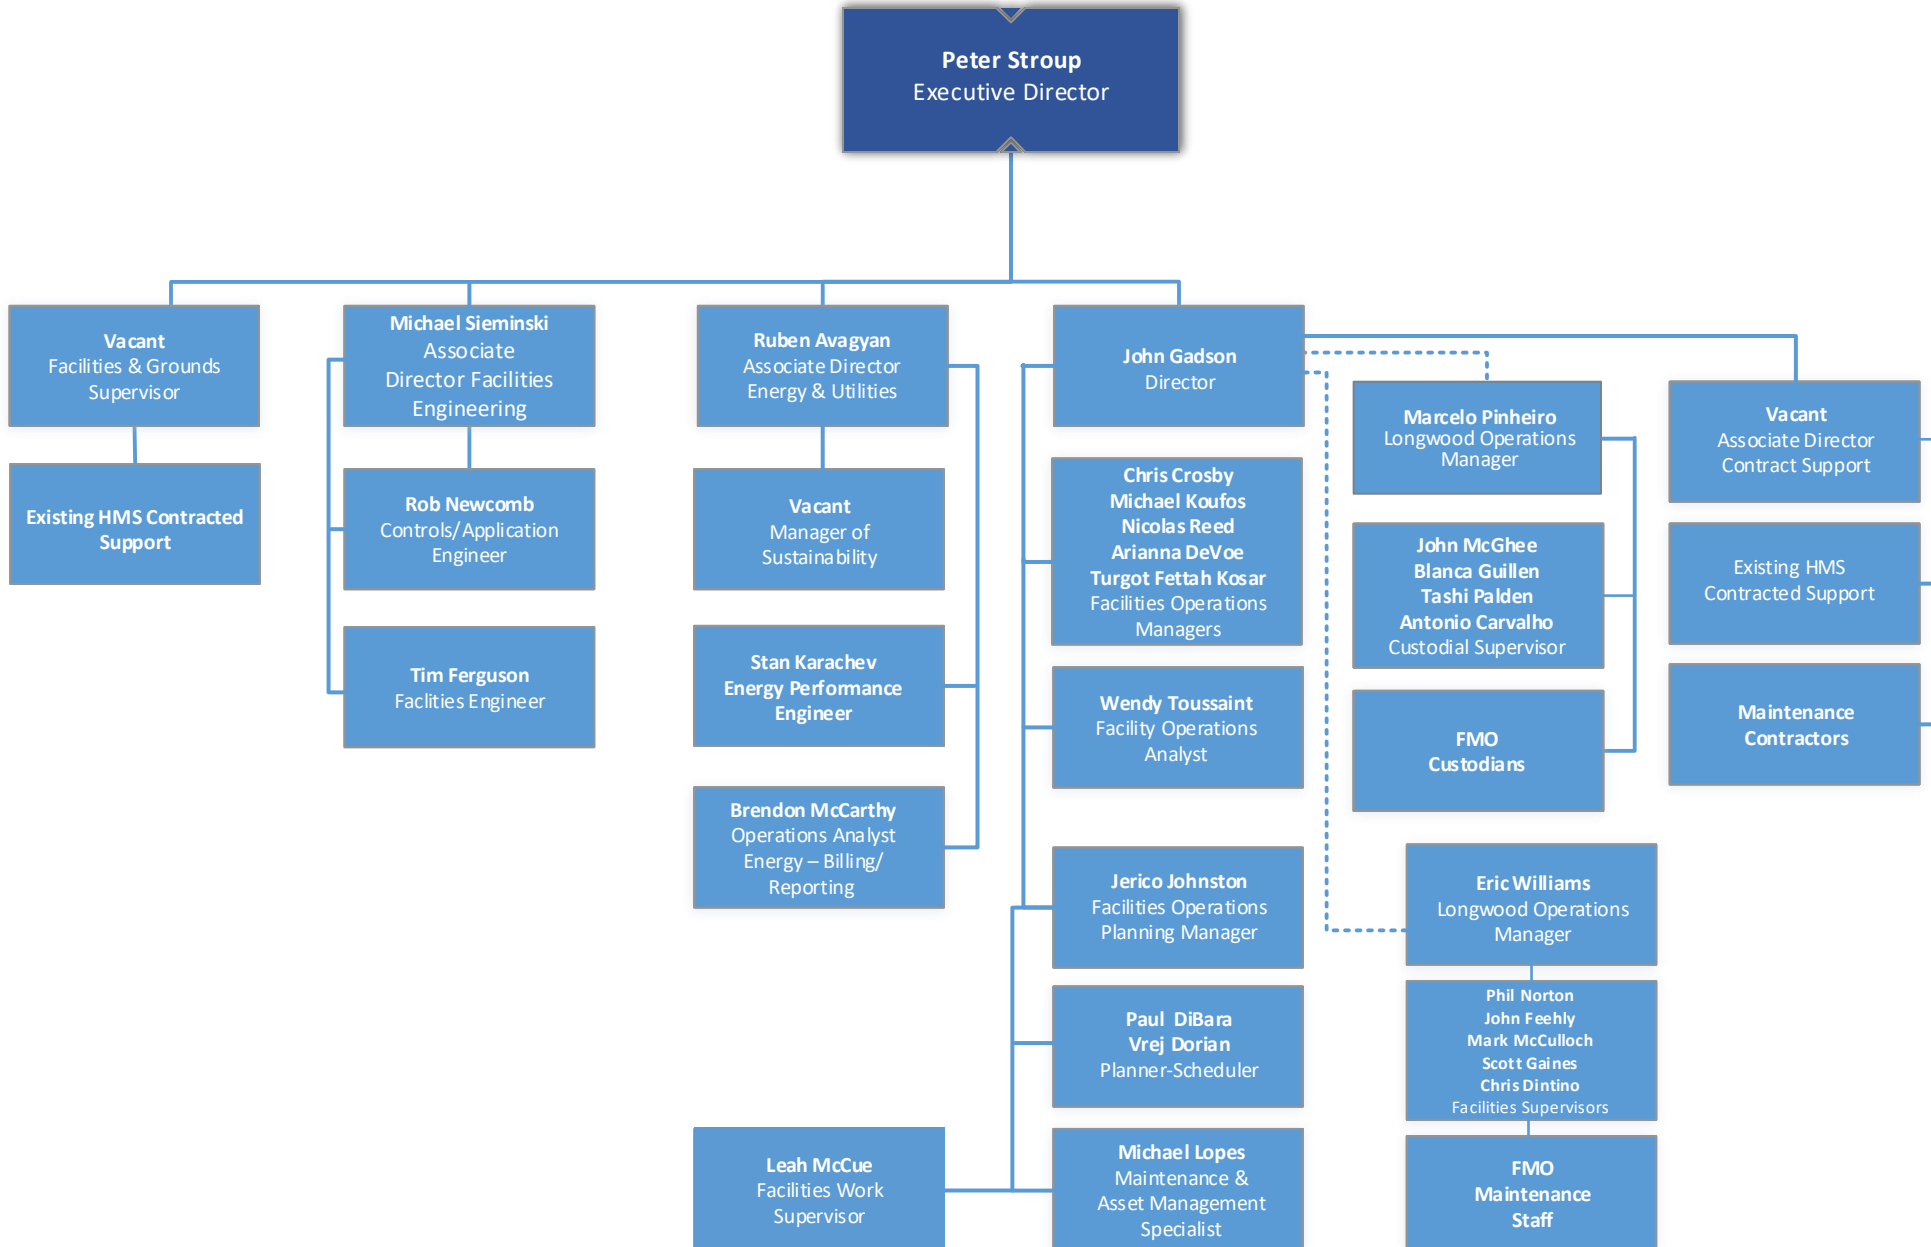 Peter Stroup
Executive Director
Vacant
Facilities & Grounds
Supervisor
Existing HMS Contracted
Support
Michael Sieminski
Associate
Director Facilities
Engineering
Rob Newcomb
Controls/Application
Engineer
Tim Ferguson
Faclities Engineer
Ruben Avagyan
Associate Director
Energy & Utilities
Vacant
Manager of
Sustainability
Stan Karachev
Energy Performance
Engineer
Brendon McCarthy
Operations Analyst
Energy – Billing/
Reporting
Leah McCue
Facilities Work
Supervisor
John Gadson
Director
Chris Crosby
Michael Koufos
Nicolas Reed
Arianna DeVoe
Turgot Fettah Kosar
Facilities Operations
Managers
Wendy Toussaint
Facility Operations
Analyst
Jerico Johnston
Facilities Operations
Planning Manager
Paul DiBara
Vrej Dorian
Planner-Scheduler
Michael Lopes
Maintenance &
Asset Management
Specialist
Marcelo Pinheiro
Longwood Operations
Manager
John McGhee
Blanca Guillen
Tashi Palden
Antonio Carvalho
Custodial Supervisor
FMO
Custodians
Eric Williams
Longwood Operations
Manager
Phil Norton
John Feehly
Mark McCulloch
Scott Gaines
Chris Dintino
Facilities Supervisors
FMO
Maintenance
Staff
Vacant
Associate Director
Contract Support
Existing HMS
Contracted Support
Maintenance
Contractors